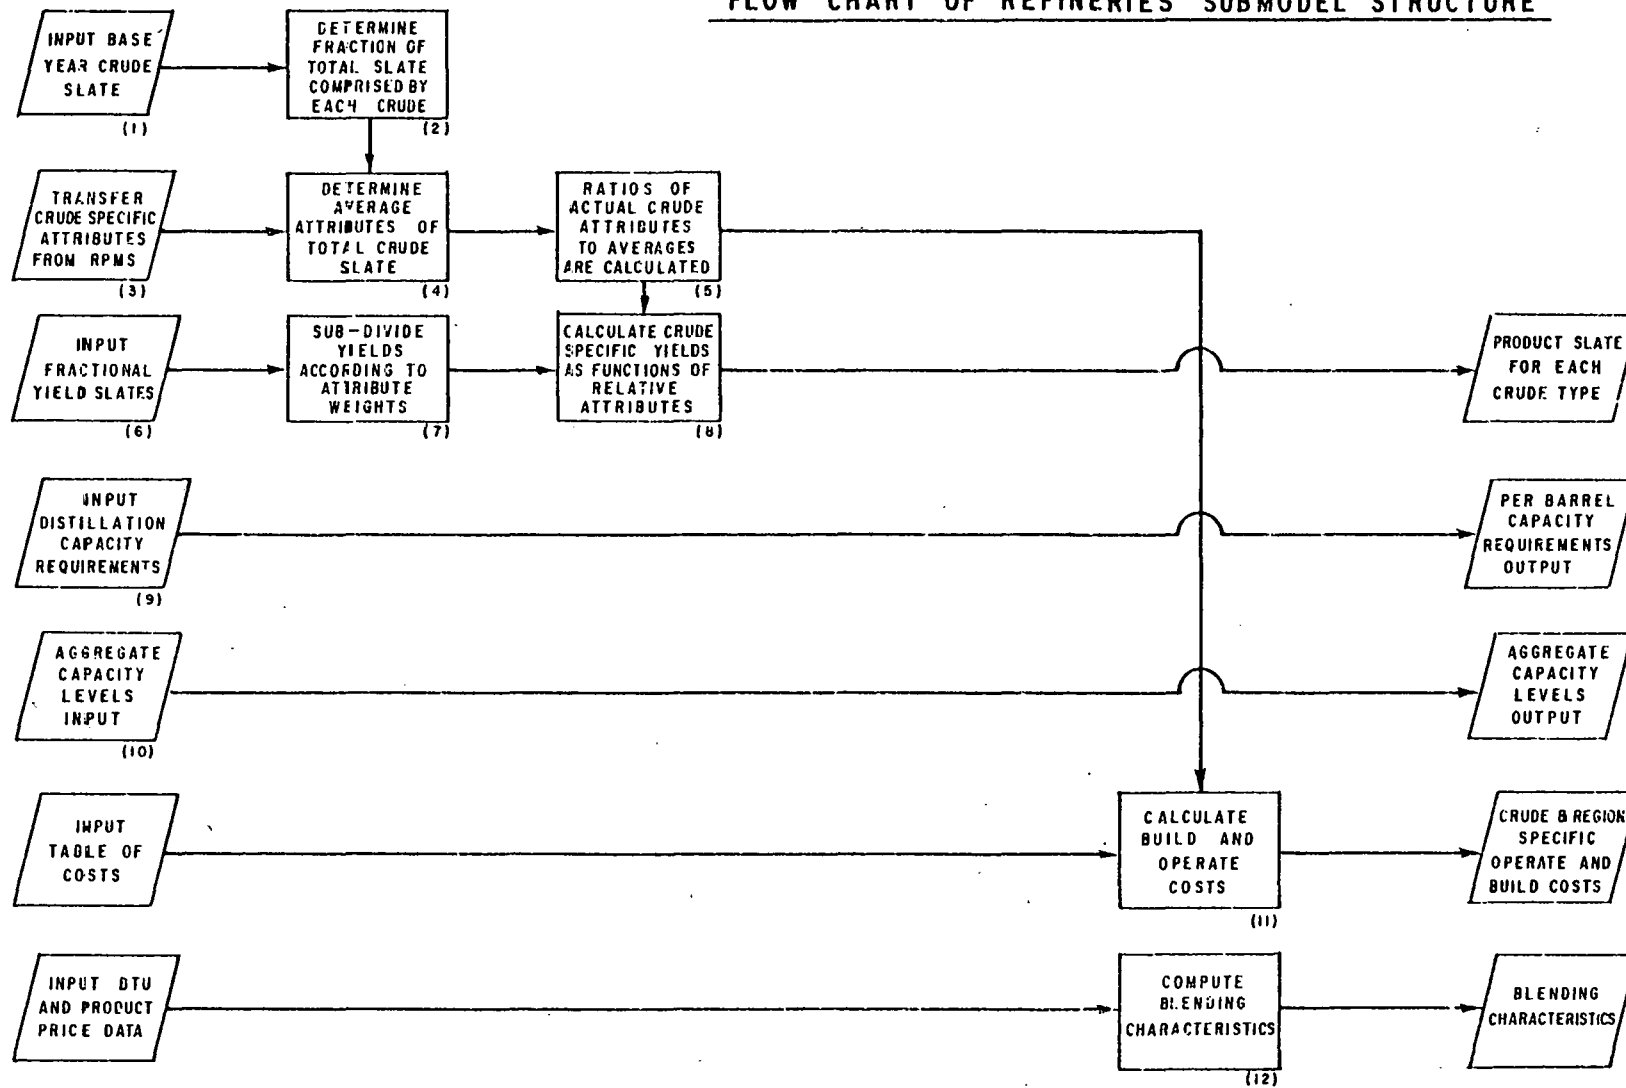 FLOW CHART OF REFINERIES SUBMODEL STRUCTURE
INPUT BASE
YEAR CRUDE
SLATE
(1)
DETERMINE
FRACTION OF
TOTAL SLATE
COMPRISED BY
EACH CRUDE
(2)
TRANSFER
CRUDE SPECIFIC
ATTRIBUTES
FROM RPMS
(3)
DETERMINE
AVERAGE
ATTRIBUTES OF
TOTAL CRUDE
SLATE
(4)
RATIOS OF
ACTUAL CRUDE
ATTRIBUTES
TO AVERAGES
ARE CALCULATED
(5)
INPUT
FRACTIONAL
YIELD SLATES
(6)
SUB-DIVIDE
YIELDS
ACCORDING TO
ATTRIBUTE
WEIGHTS
(7)
CALCULATE CRUDE
SPECIFIC YIELDS
AS FUNCTIONS OF
RELATIVE
ATTRIBUTES
(8)
PRODUCT SLATE
FOR EACH
CRUDE TYPE
INPUT
DISTILLATION
CAPACITY
REQUIREMENTS
(9)
PER BARREL
CAPACITY
REQUIREMENTS
OUTPUT
AGGREGATE
CAPACITY
LEVELS
INPUT
(10)
AGGREGATE
CAPACITY
LEVELS
OUTPUT
INPUT
TABLE OF
COSTS
CALCULATE
BUILD AND
OPERATE
COSTS
(11)
CRUDE & REGION
SPECIFIC
OPERATE AND
BUILD COSTS
INPUT BTU
AND PRODUCT
PRICE DATA
COMPUTE
BLENDING
CHARACTERISTICS
(12)
BLENDING
CHARACTERISTICS